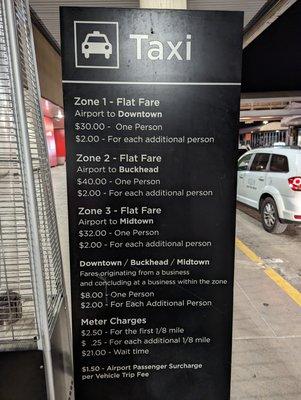 Taxi
Zone 1 - Flat Fare
Airport to Downtown
$30.00 - One Person
$2.00 - For each additional person
Zone 2 - Flat Fare
Airport to Buckhead
$40.00 - One Person
$2.00 - For each additional person
Zone 3 - Flat Fare
Airport to Midtown
$32.00 - One Person
$2.00 - For each additional person
Downtown / Buckhead / Midtown
Fares originating from a business
and concluding at a business within the zone
$8.00 - One Person
$2.00 - For Each Additional Person
Meter Charges
$2.50 - For the first 1/8 mile
$ .25 - For each additional 1/8 mile
$21.00 - Wait time
$1.50 - Airport Passenger Surcharge
per Vehicle Trip Fee